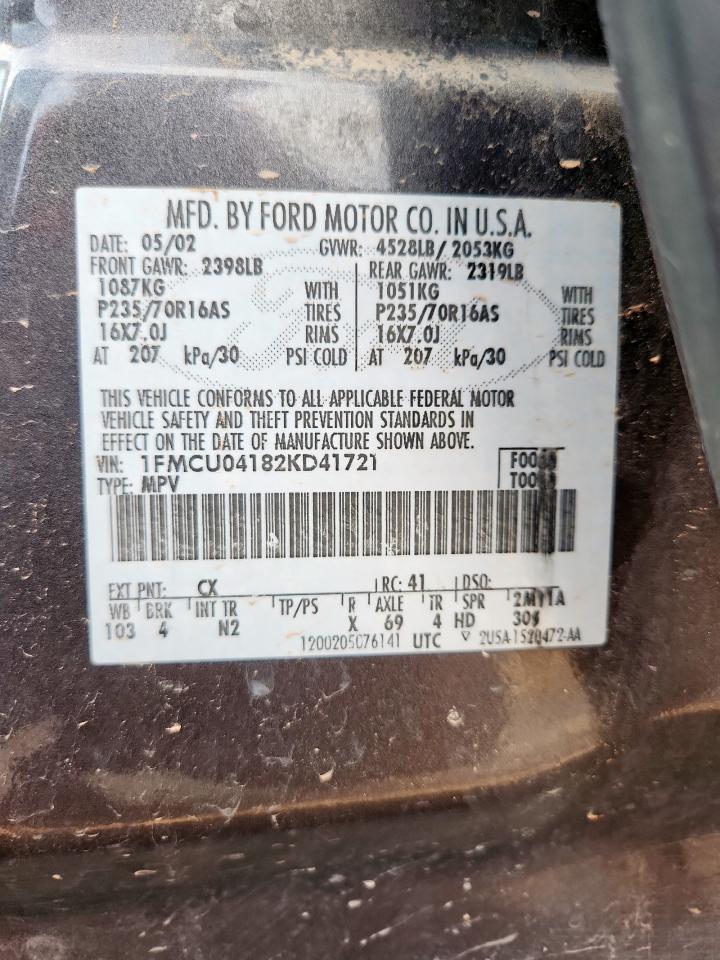 MFD. BY FORD MOTOR CO. IN U.S.A.
DATE: 05/02 GVWR: 4528LB/ 2053KG
FRONT GAWR: 2398LB REAR GAWR: 2319LB
1087KG WITH 1051KG WITH
P235/70R16AS TIRES P235/70R16AS TIRES
16X7.0J RIMS 16X7.0J RIMS
AT 207 kPa/30 PSI COLD AT 207 kPa/30 PSI COLD
THIS VEHICLE CONFORMS TO ALL APPLICABLE FEDERAL MOTOR
VEHICLE SAFETY AND THEFT PREVENTION STANDARDS IN
EFFECT ON THE DATE OF MANUFACTURE SHOWN ABOVE.
VIN: 1FMCU04182KD41721
TYPE: MPV
EXT PNT: CX RC: 41 DSO:
WB BRK INT TR TP/PS R AXLE TR SPR 2M11A
103 4 N2 X 69 4 HD
1200205076141 UTC